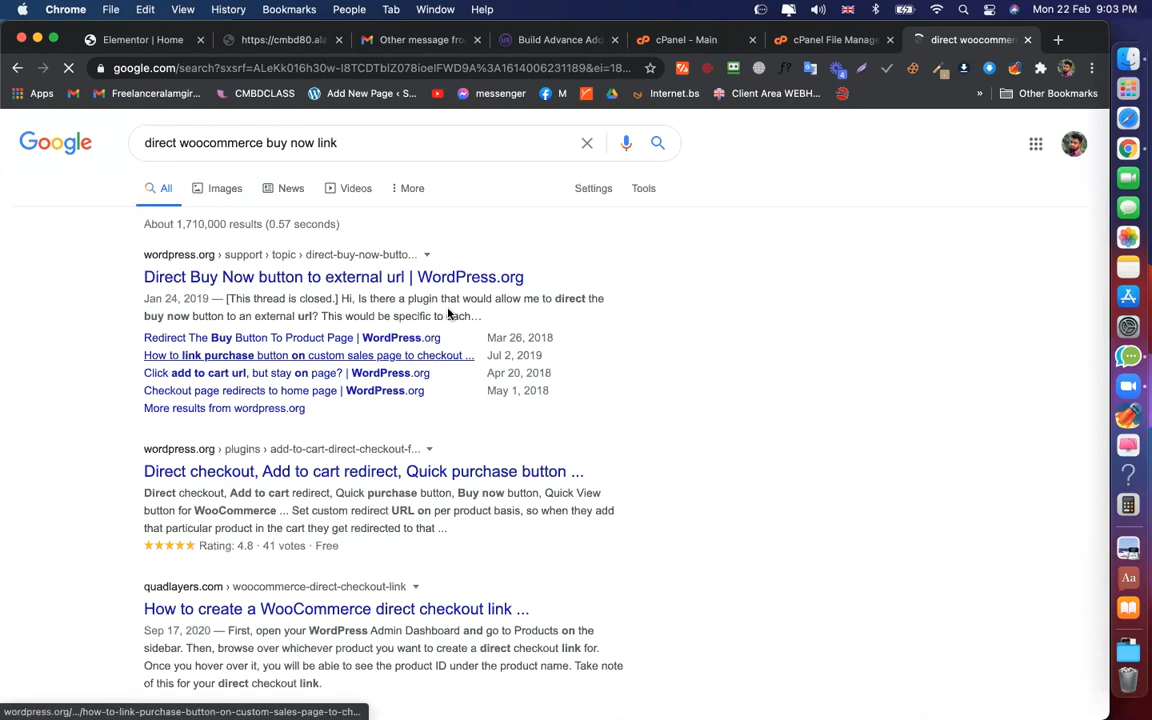 Chrome File Edit View History Bookmarks People Tab Window Help Mon 22 Feb 9:03 PM
Elementor | Home https://cmbd80.ala Other message fro Build Advance Add cPanel - Main cPanel File Manage direct woocommer
google.com/search?sxsrf=ALeKk016h30w-I8TCDTbIZ078inelFWD9A%3A1614006231189&ei=18...
Apps Freelanceralamgir... CMBDCLASS Add New Page ‹ S... messenger M Internet.bs Client Area WEBH... » Other Bookmarks
Google direct woocommerce buy now link
All Images News Videos More Settings Tools
About 1,710,000 results (0.57 seconds)
wordpress.org › support › topic › direct-buy-now-butto...
Direct Buy Now button to external url | WordPress.org
Jan 24, 2019 — [This thread is closed.] Hi, Is there a plugin that would allow me to direct the
buy now button to an external url? This would be specific to each...
Redirect The Buy Button To Product Page | WordPress.org Mar 26, 2018
How to link purchase button on custom sales page to checkout ... Jul 2, 2019
Click add to cart url, but stay on page? | WordPress.org Apr 20, 2018
Checkout page redirects to home page | WordPress.org May 1, 2018
More results from wordpress.org
wordpress.org › plugins › add-to-cart-direct-checkout-f...
Direct checkout, Add to cart redirect, Quick purchase button ...
Direct checkout, Add to cart redirect, Quick purchase button, Buy now button, Quick View
button for WooCommerce ... Set custom redirect URL on per product basis, so when they add
that particular product in the cart they get redirected to that ...
Rating: 4.8 · 41 votes · Free
quadlayers.com › woocommerce-direct-checkout-link
How to create a WooCommerce direct checkout link ...
Sep 17, 2020 — First, open your WordPress Admin Dashboard and go to Products on the
sidebar. Then, browse over whichever product you want to create a direct checkout link for.
Once you hover over it, you will be able to see the product ID under the product name. Take note
of this for your direct checkout link.
wordpress.org/.../how-to-link-purchase-button-on-custom-sales-page-to-ch...